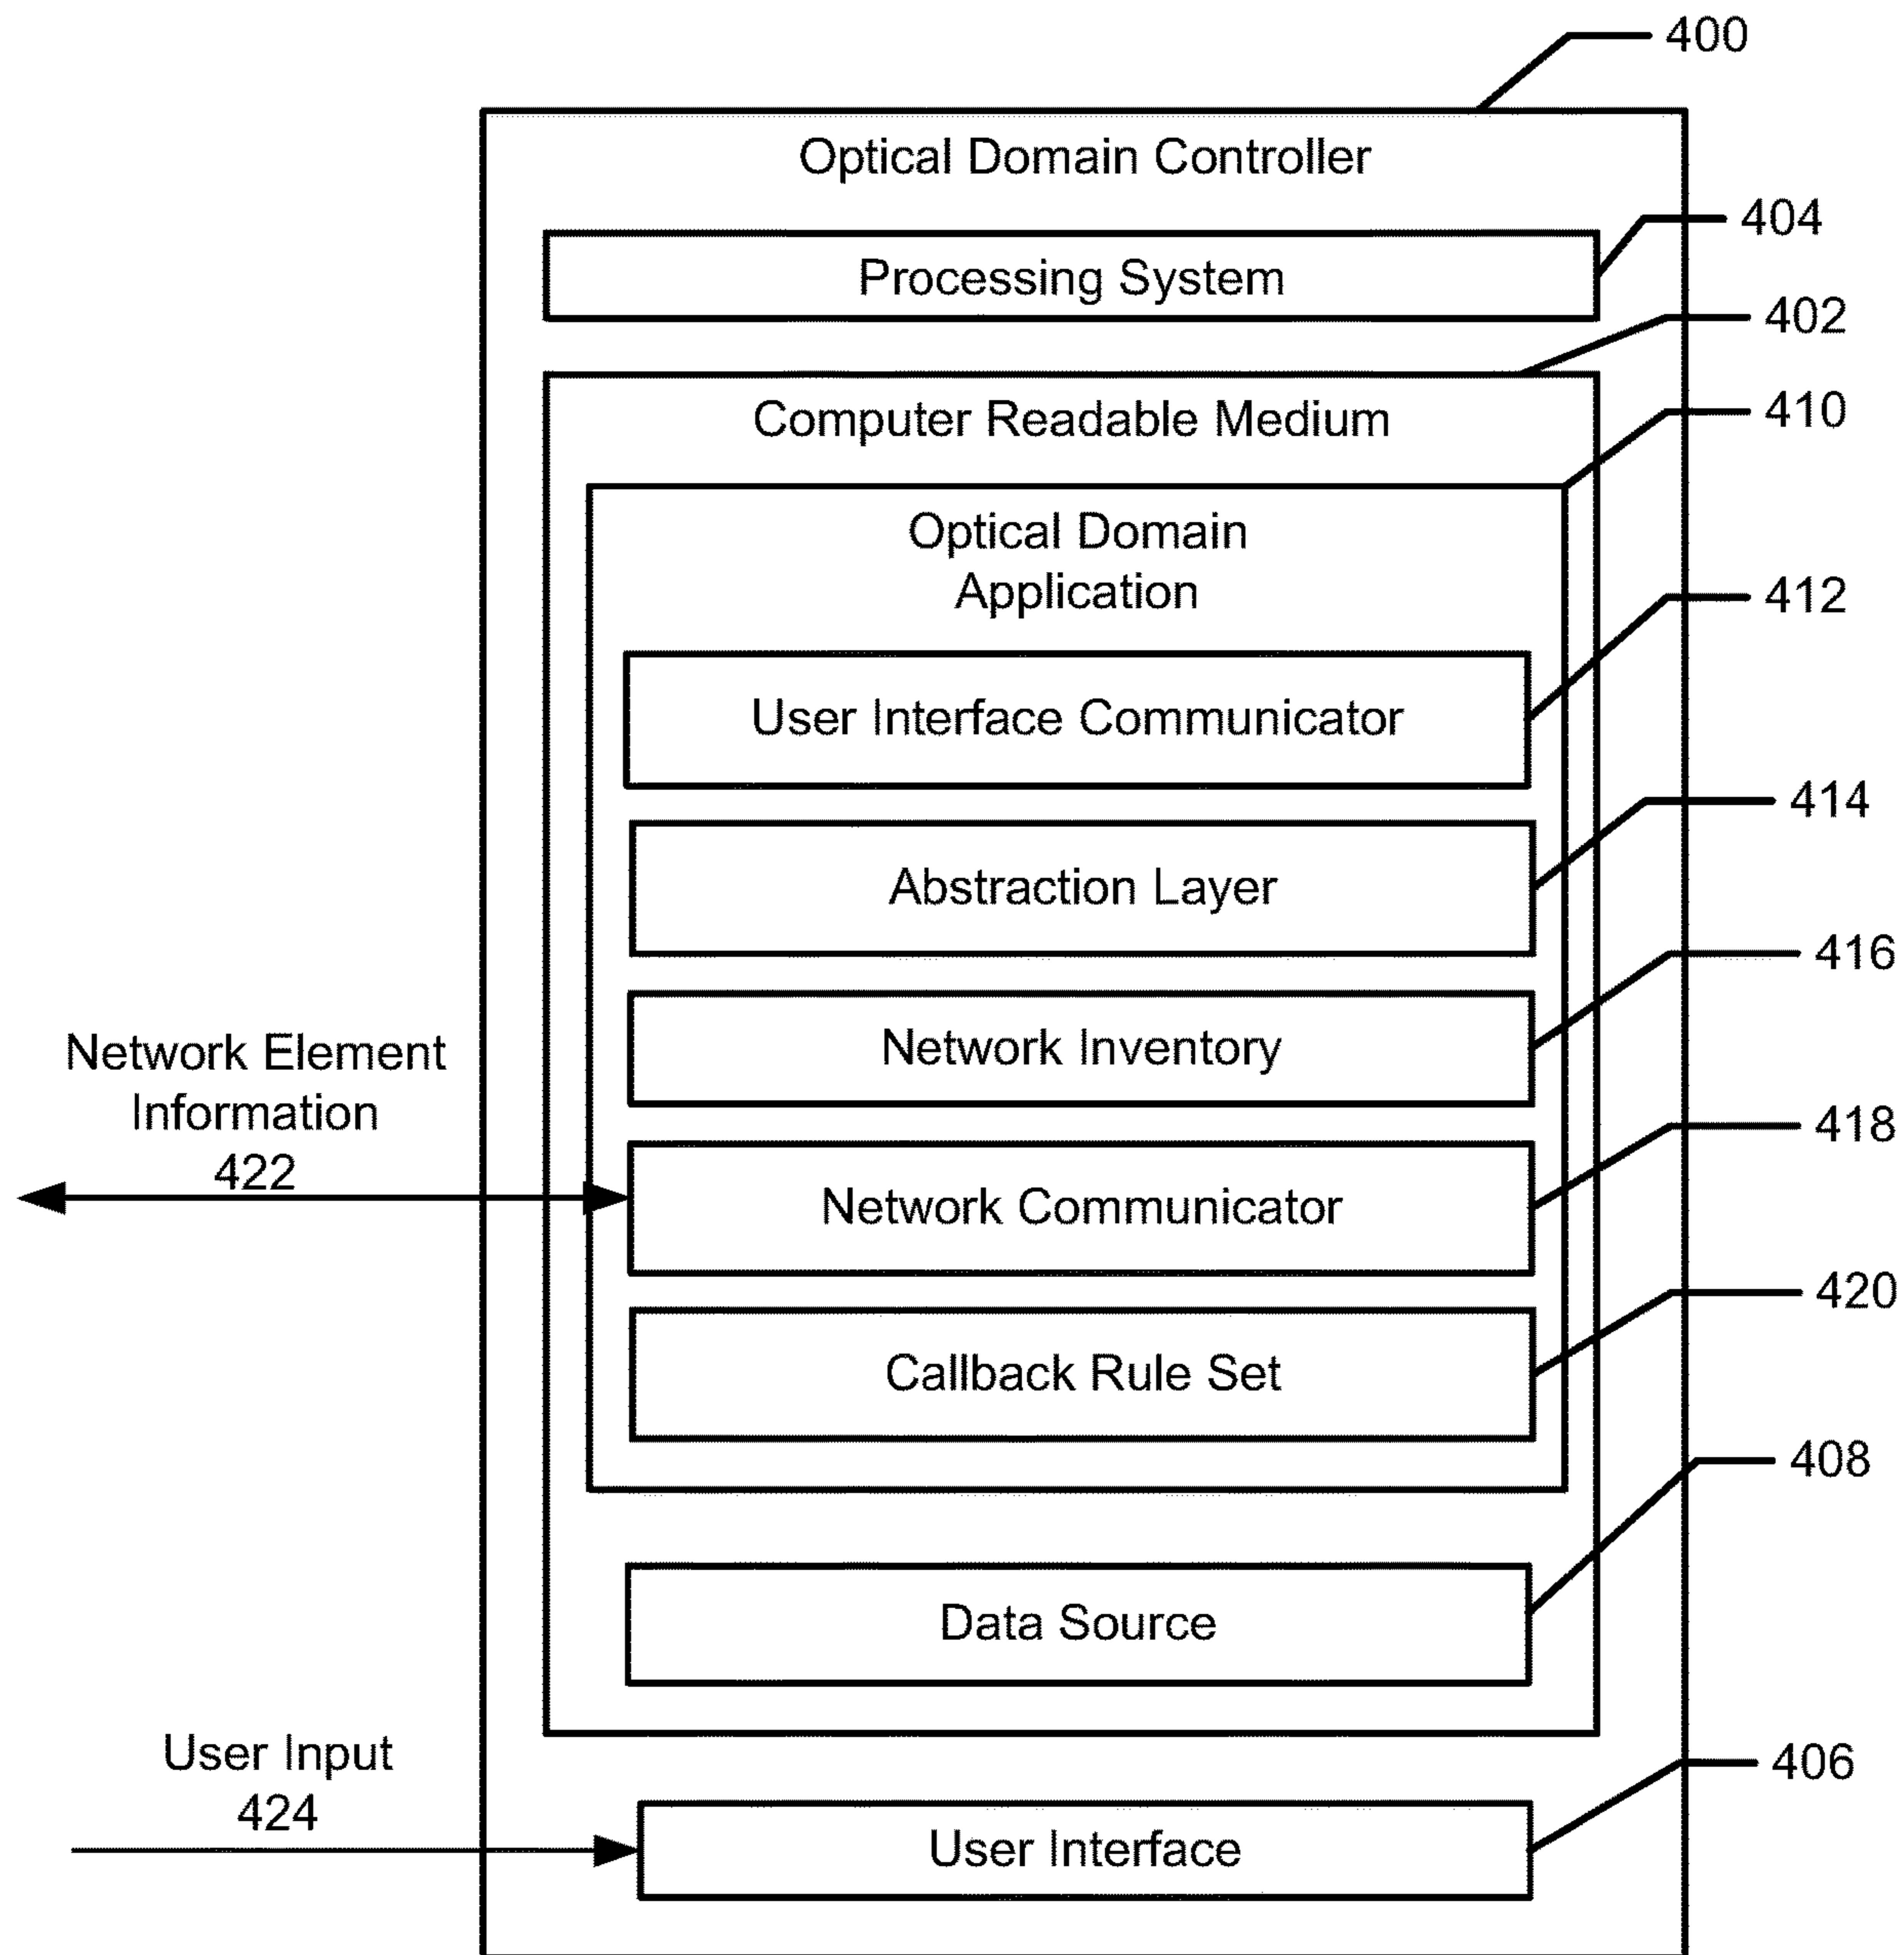 400
Optical Domain Controller
404
Processing System
402
Computer Readable Medium
410
Optical Domain
Application
412
User Interface Communicator
414
Abstraction Layer
416
Network Inventory
Network Element
Information
422
418
Network Communicator
420
Callback Rule Set
408
Data Source
User Input
424
406
User Interface